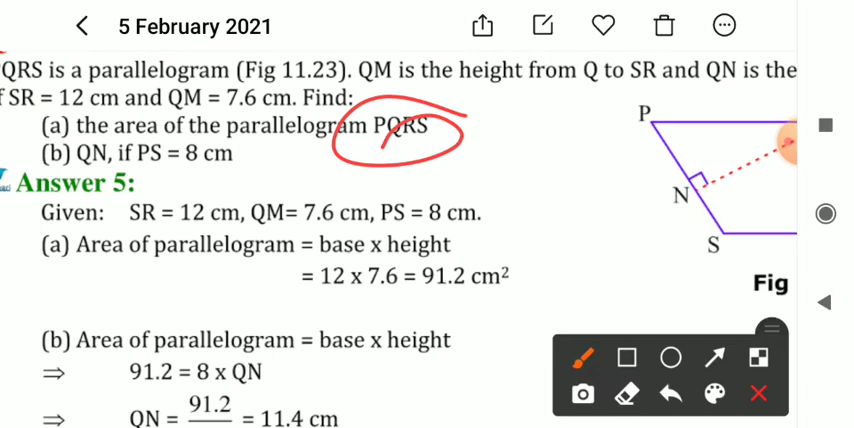 5 February 2021
QRS is a parallelogram (Fig 11.23). QM is the height from Q to SR and QN is the
SR = 12 cm and QM = 7.6 cm. Find:
(a) the area of the parallelogram PQRS
(b) QN, if PS = 8 cm
Answer 5:
Given: SR = 12 cm, QM= 7.6 cm, PS = 8 cm.
(a) Area of parallelogram = base x height
= 12 x 7.6 = 91.2 cm²
(b) Area of parallelogram = base x height
⇒ 91.2 = 8 x QN
91.2
⇒ QN = = 11.4 cm
P
N
S
Fig